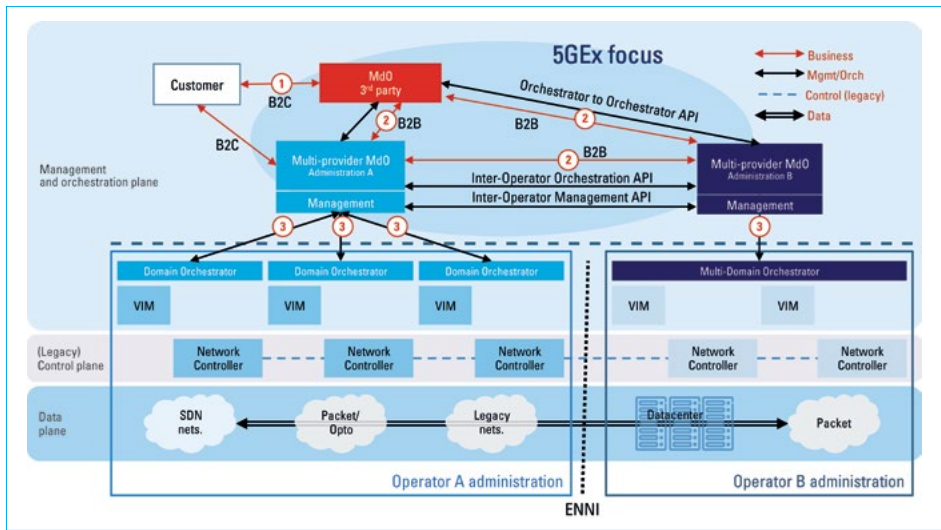 5GEx focus
Business
Mgmt/Orch
Control (legacy)
Data
Customer
1
B2C
MdO
3rd party
Orchestrator to Orchestrator API
2
B2B
2
B2B
B2C
2
B2B
Multi-provider MdO
Administration A
Management
Inter-Operator Orchestration API
Inter-Operator Management API
Multi-provider MdO
Administration B
Management
Management
and orchestration plane
3
3
3
3
Domain Orchestrator
Domain Orchestrator
Domain Orchestrator
Multi-Domain Orchestrator
VIM
VIM
VIM
VIM
VIM
(Legacy)
Control plane
Network
Controller
Network
Controller
Network
Controller
Network
Controller
Network
Controller
Data
plane
SDN
nets.
Packet/
Opto
Legacy
nets.
Datacenter
Packet
Operator A administration
Operator B administration
ENNI